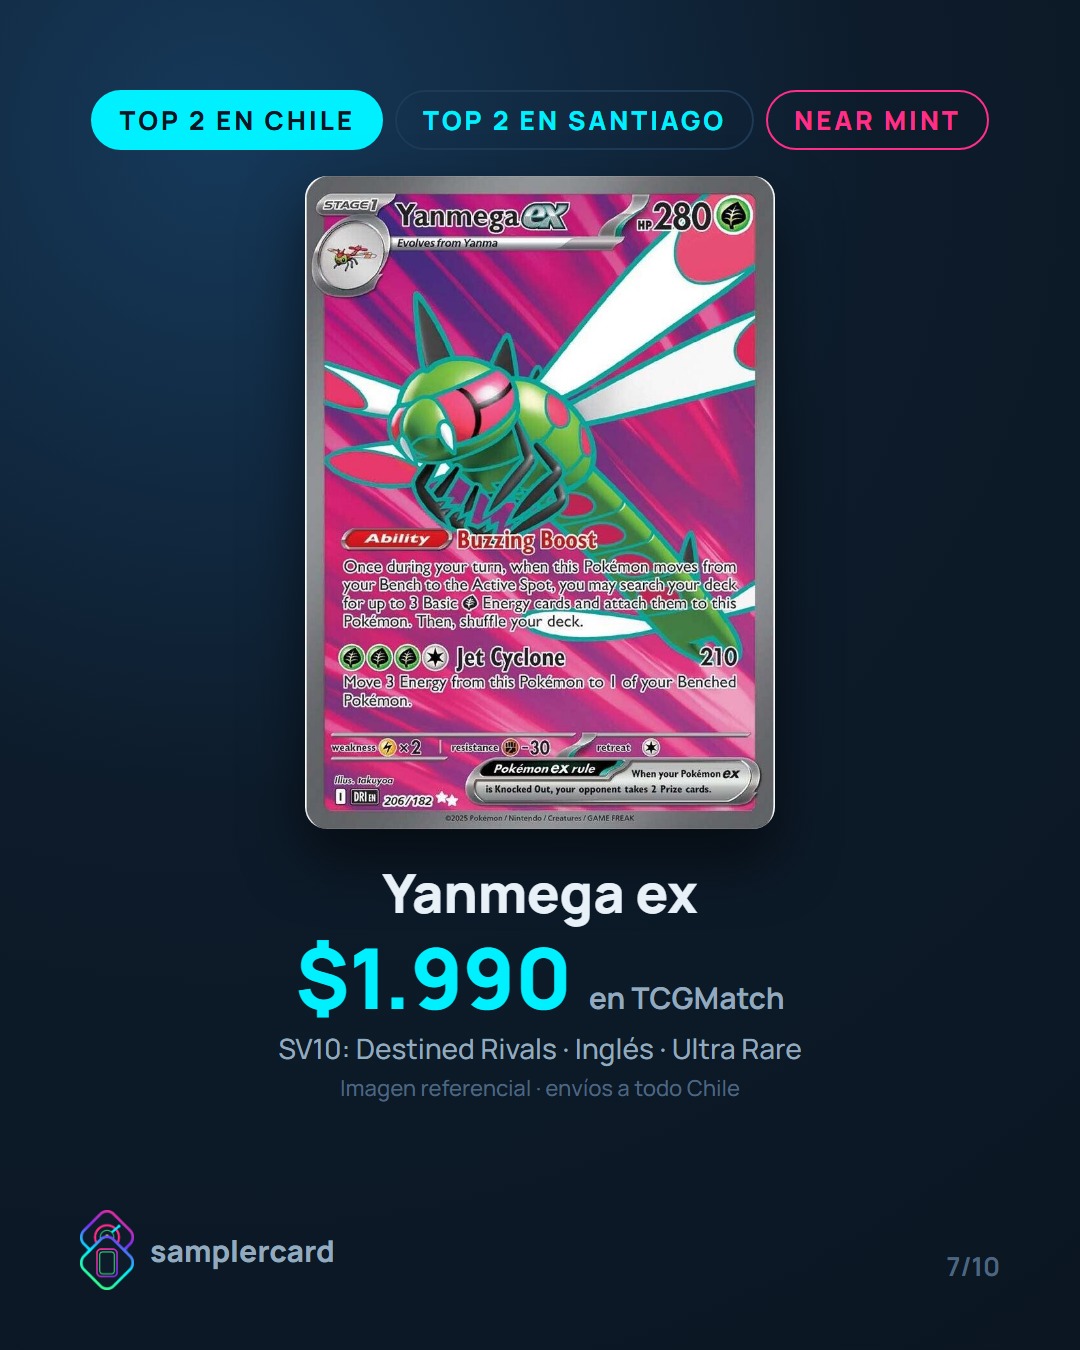 TOP 2 EN CHILE
TOP 2 EN SANTIAGO
NEAR MINT
STAGE 1
Yanmega ex
HP 280
Evolves from Yanma
Ability Buzzing Boost
Once during your turn, when this Pokémon moves from
your Bench to the Active Spot, you may search your deck
for up to 3 Basic Energy cards and attach them to this
Pokémon. Then, shuffle your deck.
Jet Cyclone 210
Move 3 Energy from this Pokémon to 1 of your Benched
Pokémon.
weakness ×2 resistance -30 retreat
Pokémon ex rule When your Pokémon ex
is Knocked Out, your opponent takes 2 Prize cards.
Illus. takuyoa
I DRI EN 206/182
©2025 Pokémon / Nintendo / Creatures / GAME FREAK
Yanmega ex
$1.990 en TCGMatch
SV10: Destined Rivals · Inglés · Ultra Rare
Imagen referencial · envíos a todo Chile
samplercard
7/10